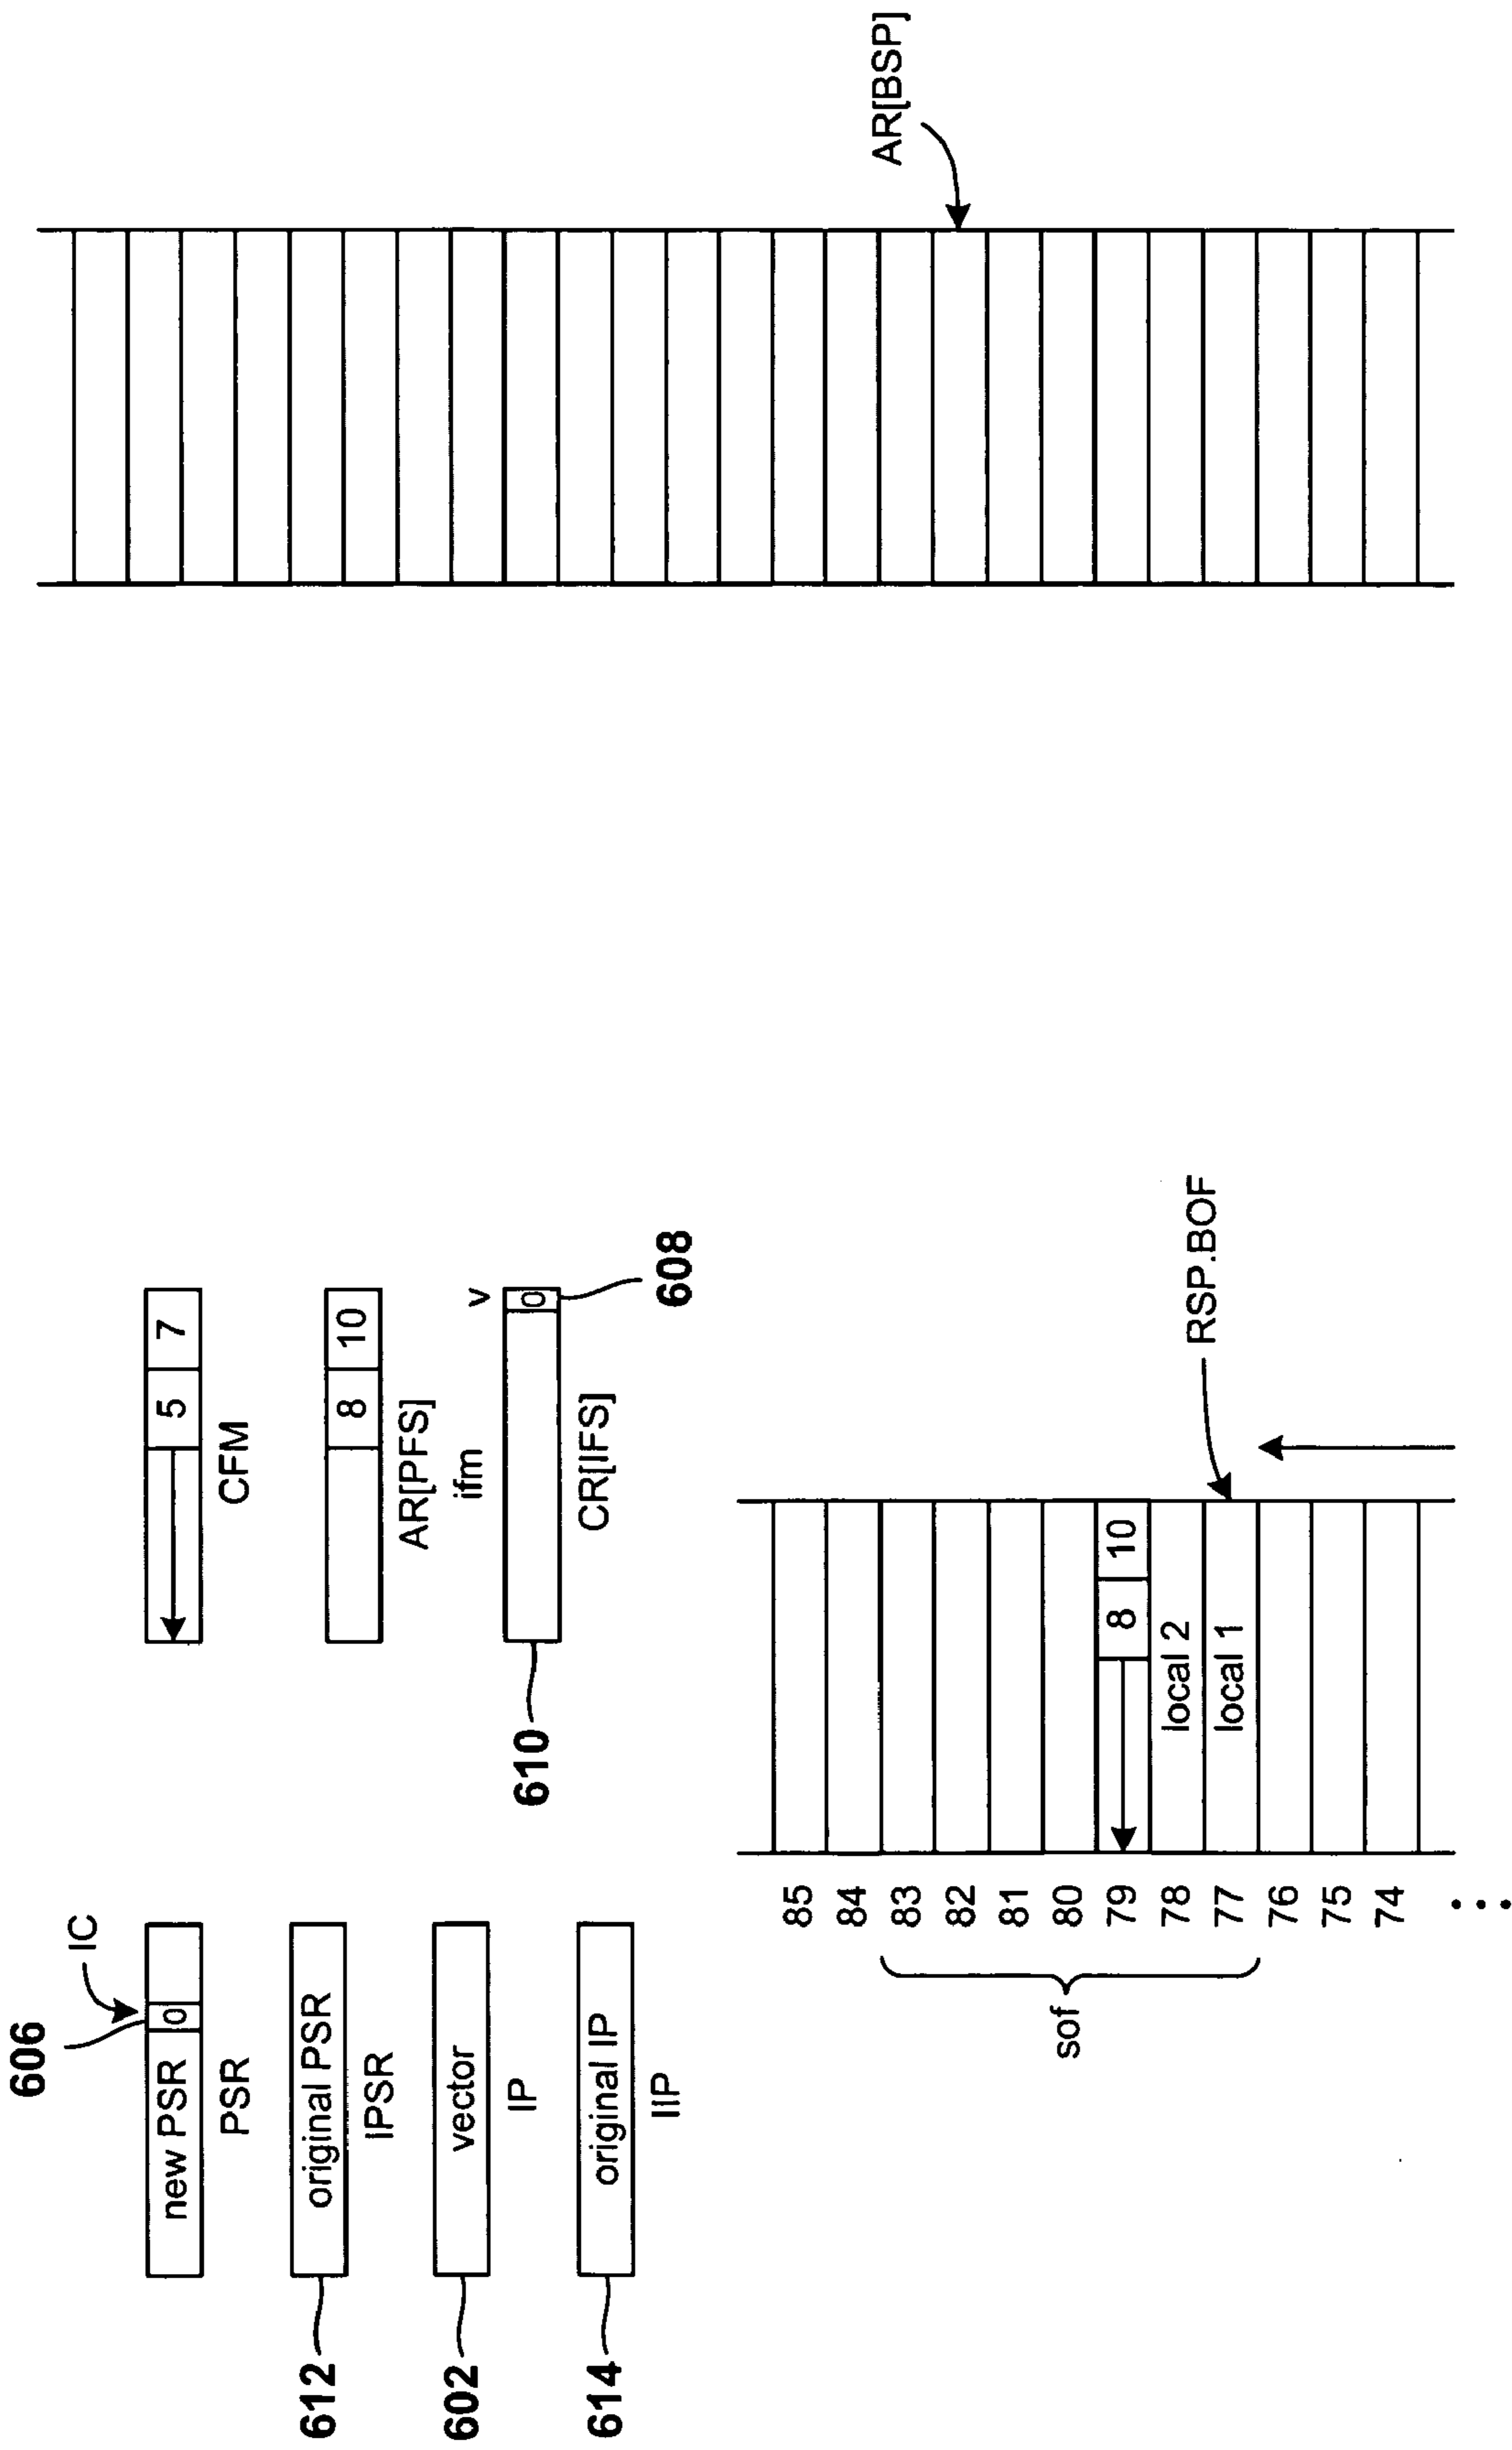 606
IC
new PSR 0
PSR
612
original PSR
IPSR
602
vector
IP
614
original IP
IIP
5 7
CFM
8 10
AR[PFS]
ifm v
0
608
610
CR[IFS]
85
84
83
82
81
80
79 8 10
78 local 2
77 local 1
76
75
74
sof
RSP.BOF
AR[BSP]